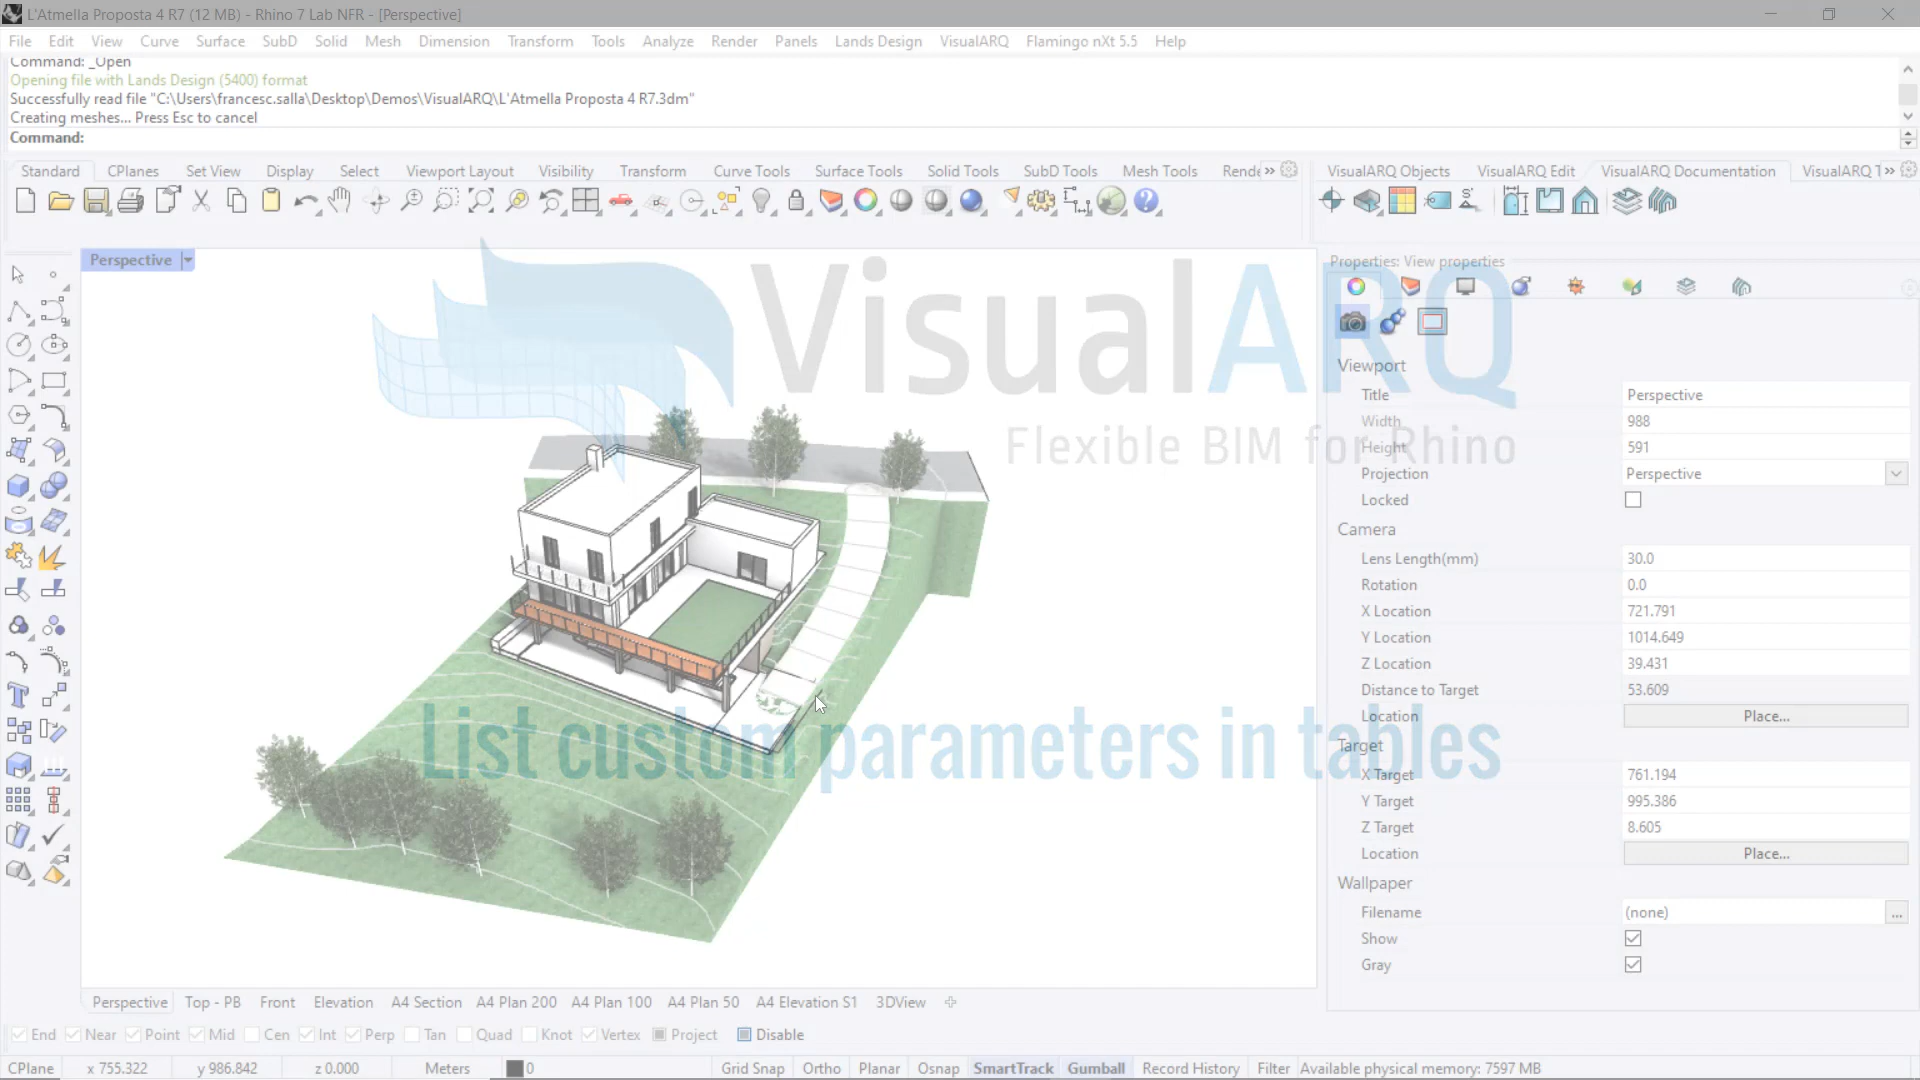 L'Atmella Proposta 4 R7 (12 MB) - Rhino 7 Lab NFR - [Perspective]
File Edit View Curve Surface SubD Solid Mesh Dimension Transform Tools Analyze Render Panels Lands Design VisualARQ Flamingo nXt 5.5 Help
Command: _Open
Opening file with Lands Design (5400) format
Successfully read file "C:\Users\francesc.salla\Desktop\Demos\VisualARQ\L'Atmella Proposta 4 R7.3dm"
Creating meshes... Press Esc to cancel
Command:
Standard CPlanes Set View Display Select Viewport Layout Visibility Transform Curve Tools Surface Tools Solid Tools SubD Tools Mesh Tools Rende »
VisualARQ Objects VisualARQ Edit VisualARQ Documentation VisualARQ T »
Perspective
VisualARQ
Flexible BIM for Rhino
List custom parameters in tables
Properties: View properties
Viewport
Title Perspective
Width 988
Height 591
Projection Perspective
Locked
Camera
Lens Length(mm) 30.0
Rotation 0.0
X Location 721.791
Y Location 1014.649
Z Location 39.431
Distance to Target 53.609
Location Place...
Target
X Target 761.194
Y Target 995.386
Z Target 8.605
Location Place...
Wallpaper
Filename (none) ...
Show
Gray
Perspective Top - PB Front Elevation A4 Section A4 Plan 200 A4 Plan 100 A4 Plan 50 A4 Elevation S1 3DView
End Near Point Mid Cen Int Perp Tan Quad Knot Vertex Project Disable
CPlane x 755.322 y 986.842 z 0.000 Meters 0 Grid Snap Ortho Planar Osnap SmartTrack Gumball Record History Filter Available physical memory: 7597 MB